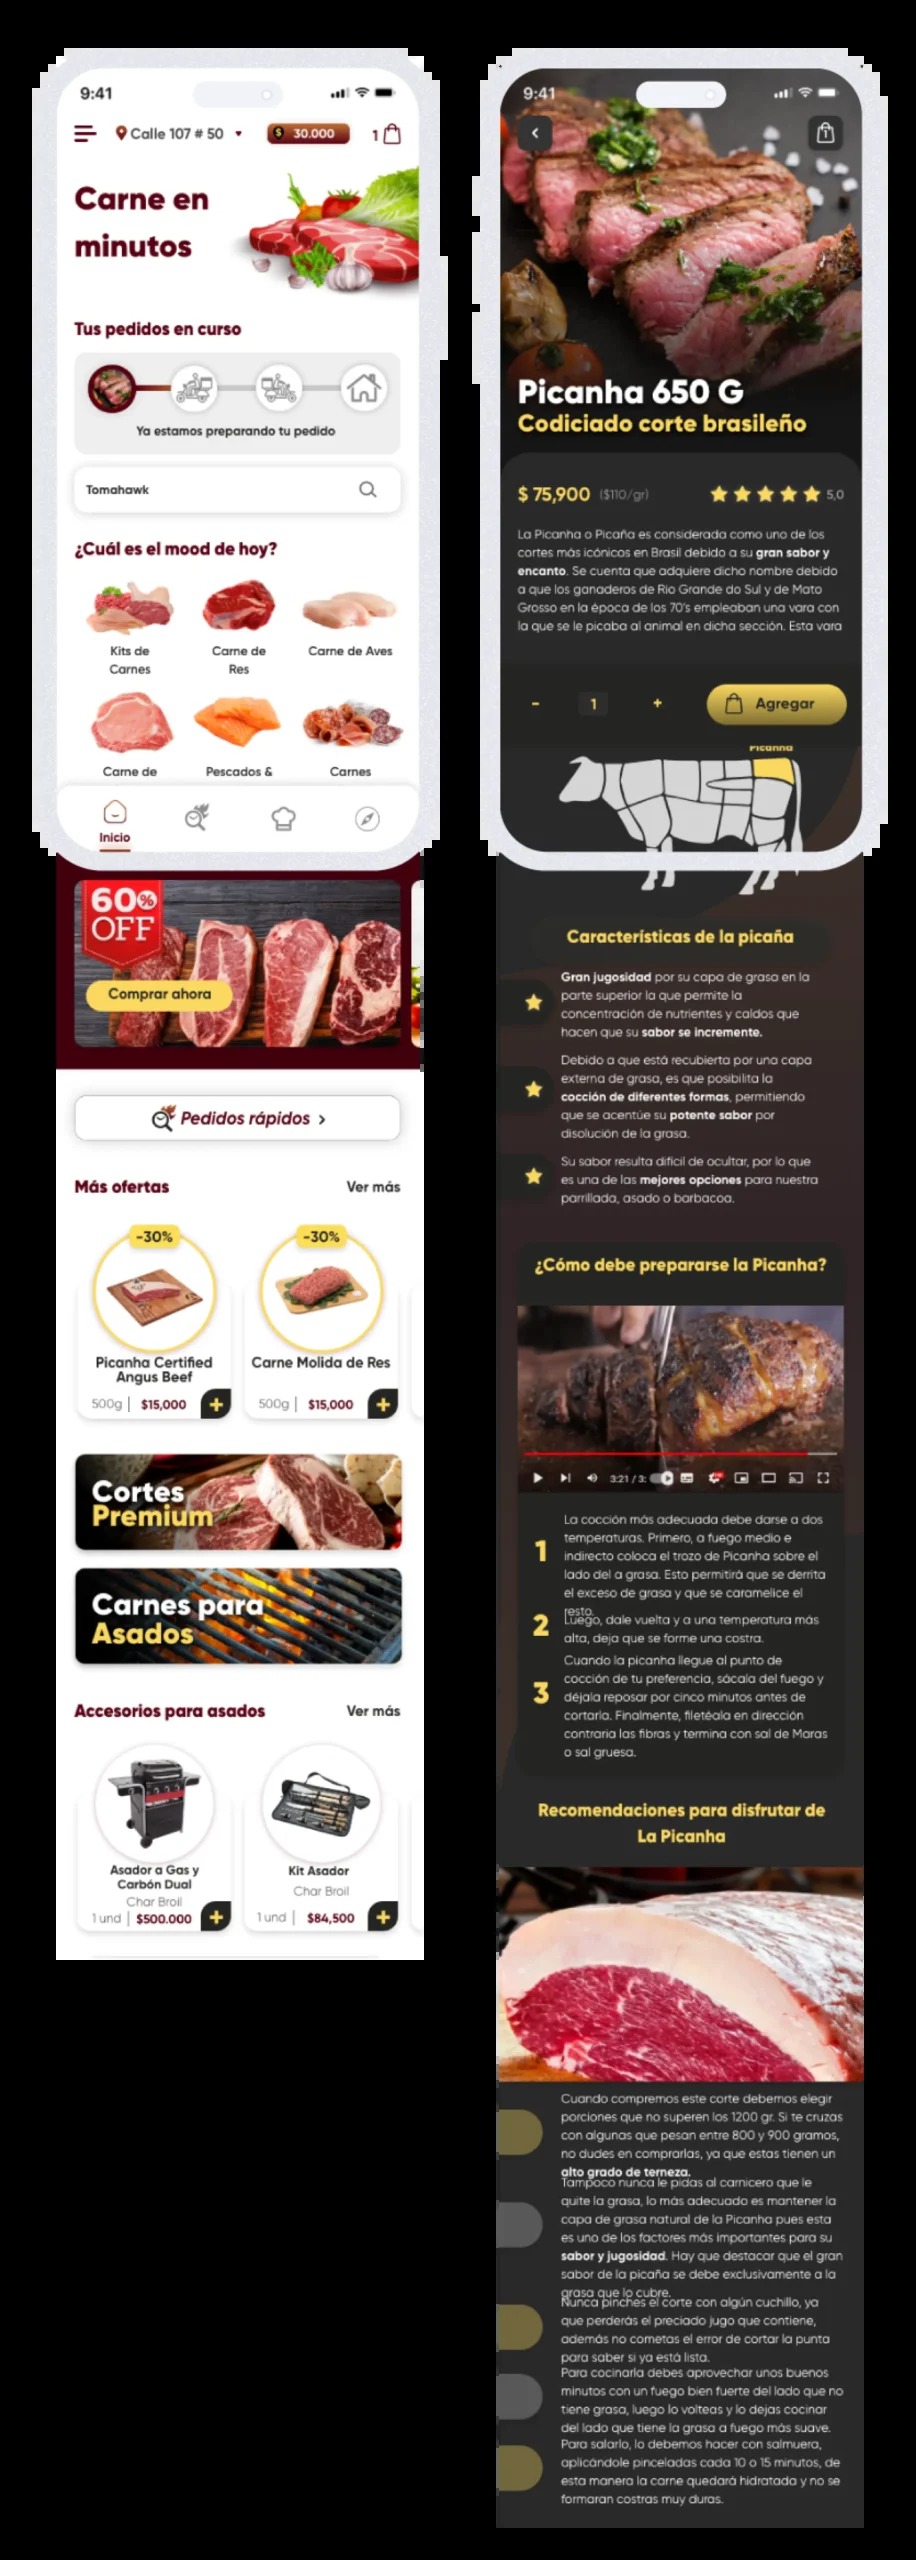 9:41
Calle 107 # 50
30.000
1
Carne en
minutos
Tus pedidos en curso
Ya estamos preparando tu pedido
Tomahawk
¿Cuál es el mood de hoy?
Kits de
Carnes
Carne de
Res
Carne de Aves
Carne de
Pescados &
Carnes
Inicio
60%
OFF
Comprar ahora
Pedidos rápidos >
Más ofertas
Ver más
-30%
-30%
Picanha Certified
Angus Beef
500g | $15,000
+
Carne Molida de Res
500g | $15,000
+
Cortes
Premium
Carnes para
Asados
Accesorios para asados
Ver más
Asador a Gas y
Carbón Dual
Char Broil
1 und | $500.000
+
Kit Asador
Char Broil
1 und | $84,500
+
9:41
1
Picanha 650 G
Codiciado corte brasileño
$ 75,900 ($110/gr)
5,0
La Picanha o Picaña es considerada como uno de los
cortes más icónicos en Brasil debido a su gran sabor y
encanto. Se cuenta que adquiere dicho nombre debido
a que los ganaderos de Rio Grande do Sul y de Mato
Grosso en la época de los 70's empleaban una vara con
la que se le picaba al animal en dicha sección. Esta vara
- 1 +
Agregar
Picanha
Características de la picaña
Gran jugosidad por su capa de grasa en la
parte superior la que permite la
concentración de nutrientes y caldos que
hacen que su sabor se incremente.
Debido a que está recubierta por una capa
externa de grasa, es que posibilita la
cocción de diferentes formas, permitiendo
que se acentúe su potente sabor por
disolución de la grasa.
Su sabor resulta difícil de ocultar, por lo que
es una de las mejores opciones para nuestra
parrillada, asado o barbacoa.
¿Cómo debe prepararse la Picanha?
3:21 / 3:
1
La cocción más adecuada debe darse a dos
temperaturas. Primero, a fuego medio e
indirecto coloca el trozo de Picanha sobre el
lado del a grasa. Esto permitirá que se derrita
el exceso de grasa y que se caramelice el
resto.
2
Luego, dale vuelta y a una temperatura más
alta, deja que se forme una costra.
3
Cuando la picanha llegue al punto de
cocción de tu preferencia, sácala del fuego y
déjala reposar por cinco minutos antes de
cortarla. Finalmente, filetéala en dirección
contraria las fibras y termina con sal de Maras
o sal gruesa.
Recomendaciones para disfrutar de
La Picanha
Cuando compremos este corte debemos elegir
porciones que no superen los 1200 gr. Si te cruzas
con algunas que pesan entre 800 y 900 gramos,
no dudes en comprarlas, ya que estas tienen un
alto grado de terneza.
Tampoco nunca le pidas al carnicero que le
quite la grasa, lo más adecuado es mantener la
capa de grasa natural de la Picanha pues esta
es uno de los factores más importantes para su
sabor y jugosidad. Hay que destacar que el gran
sabor de la picaña se debe exclusivamente a la
grasa que lo cubre.
Nunca pinches el corte con algún cuchillo, ya
que perderás el preciado jugo que contiene,
además no cometas el error de cortar la punta
para saber si ya está lista.
Para cocinarla debes aprovechar unos buenos
minutos con un fuego bien fuerte del lado que no
tiene grasa, luego lo volteas y lo dejas cocinar
del lado que tiene la grasa a fuego más suave.
Para salarlo, lo debemos hacer con salmuera,
aplicándole pinceladas cada 10 o 15 minutos, de
esta manera la carne quedará hidratada y no se
formaran costras muy duras.